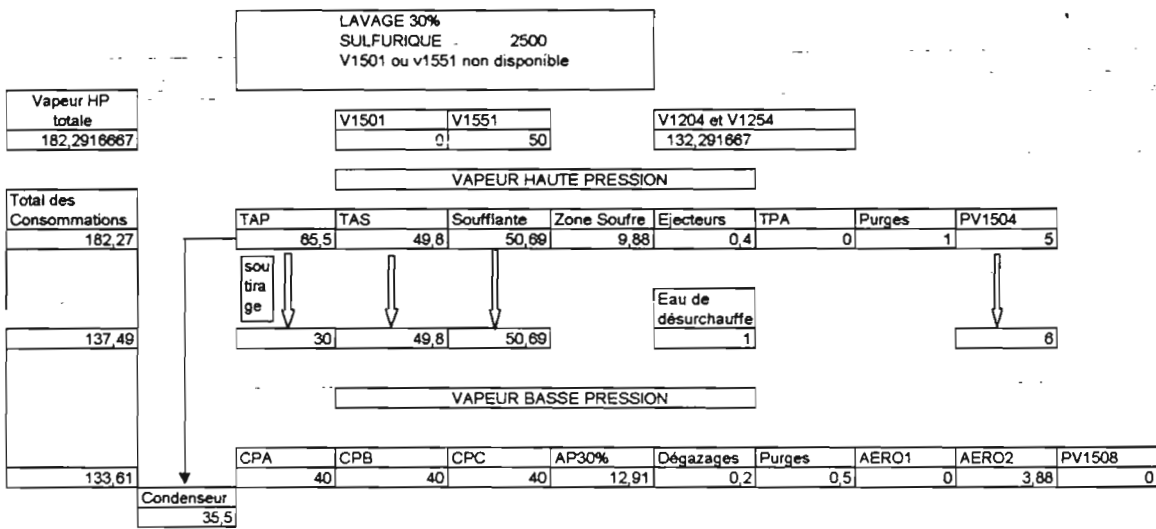 LAVAGE 30%
SULFURIQUE - 2500
V1501 ou v1551 non disponible
Vapeur HP
totale
182,2916667
V1501 V1551
0 50
V1204 et V1254
132,291667
VAPEUR HAUTE PRESSION
Total des
Consommations
182,27
TAP TAS Soufflante Zone Soufre Ejecteurs TPA Purges PV1504
65,5 49,8 50,69 9,88 0,4 0 1 5
sou
tira
ge
Eau de
désurchauffe
137,49 30 49,8 50,69 1 6
VAPEUR BASSE PRESSION
CPA CPB CPC AP30% Dégazages Purges AERO1 AERO2 PV1508
133,61 40 40 40 12,91 0,2 0,5 0 3,88 0
Condenseur
35,5